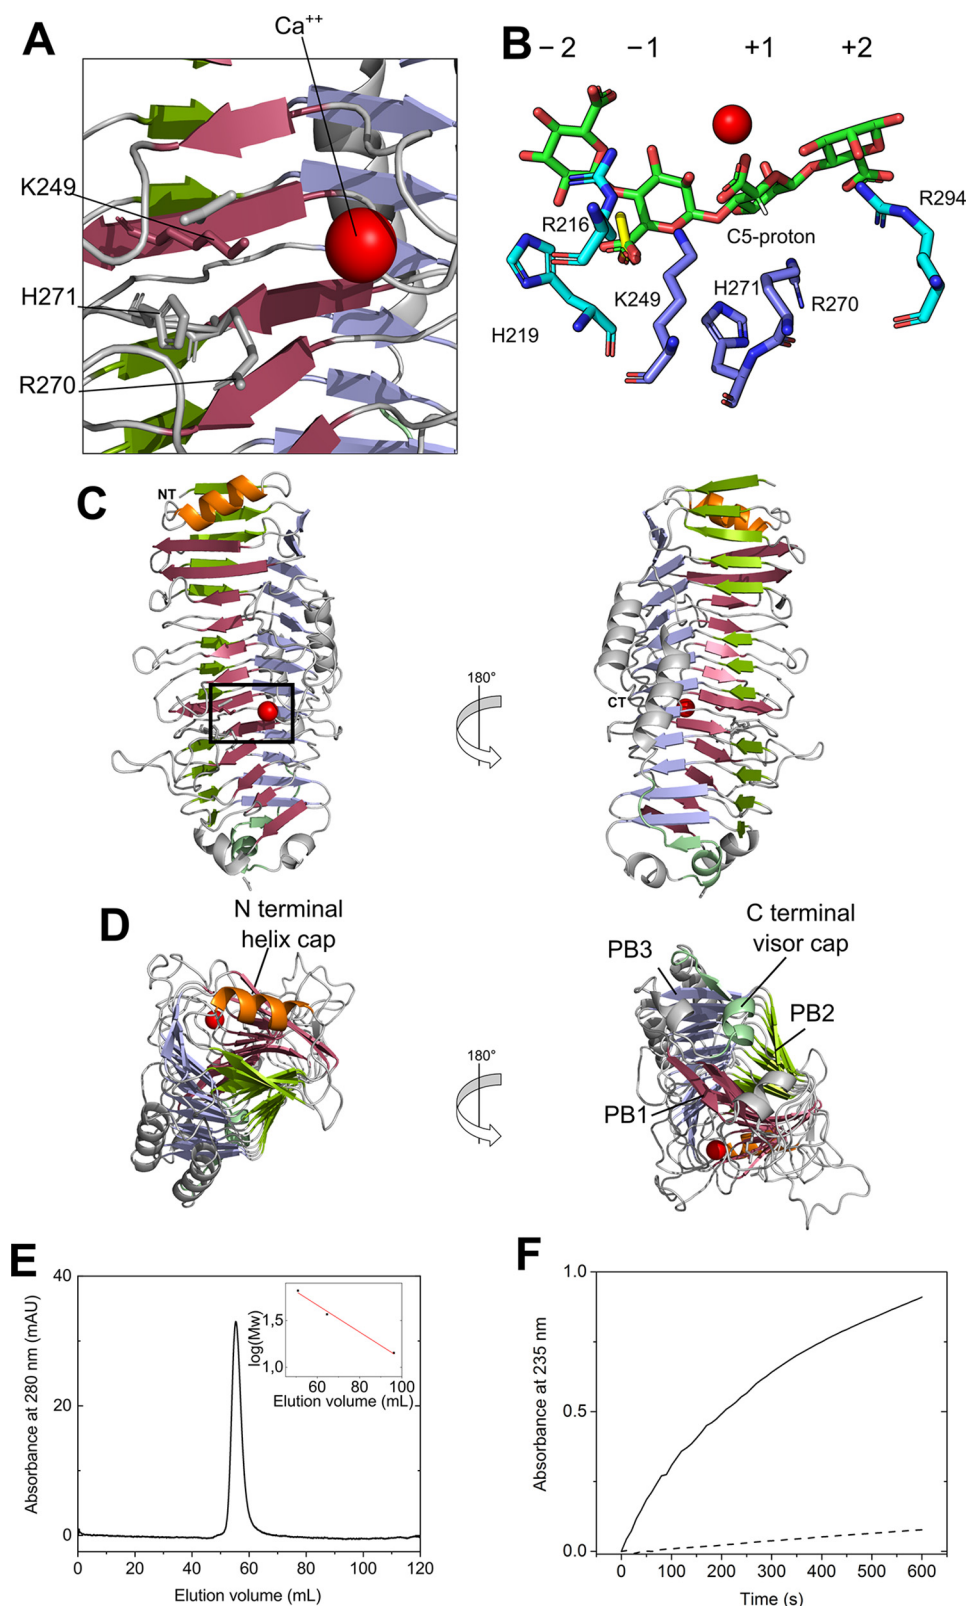 A
Ca++
K249
H271
R270
B
– 2 –1 +1 +2
R216
C5-proton
R294
H219
K249
H271
R270
C
NT
180°
CT
D
N terminal
helix cap
180°
C terminal
visor cap
PB3
PB2
PB1
E
Absorbance at 280 nm (mAU)
40
20
0
0 20 40 60 80 100 120
Elution volume (mL)
log(Mw)
1,5
1,0
60 80 100
Elution volume (mL)
F
Absorbance at 235 nm
1.0
0.5
0.0
0 100 200 300 400 500 600
Time (s)